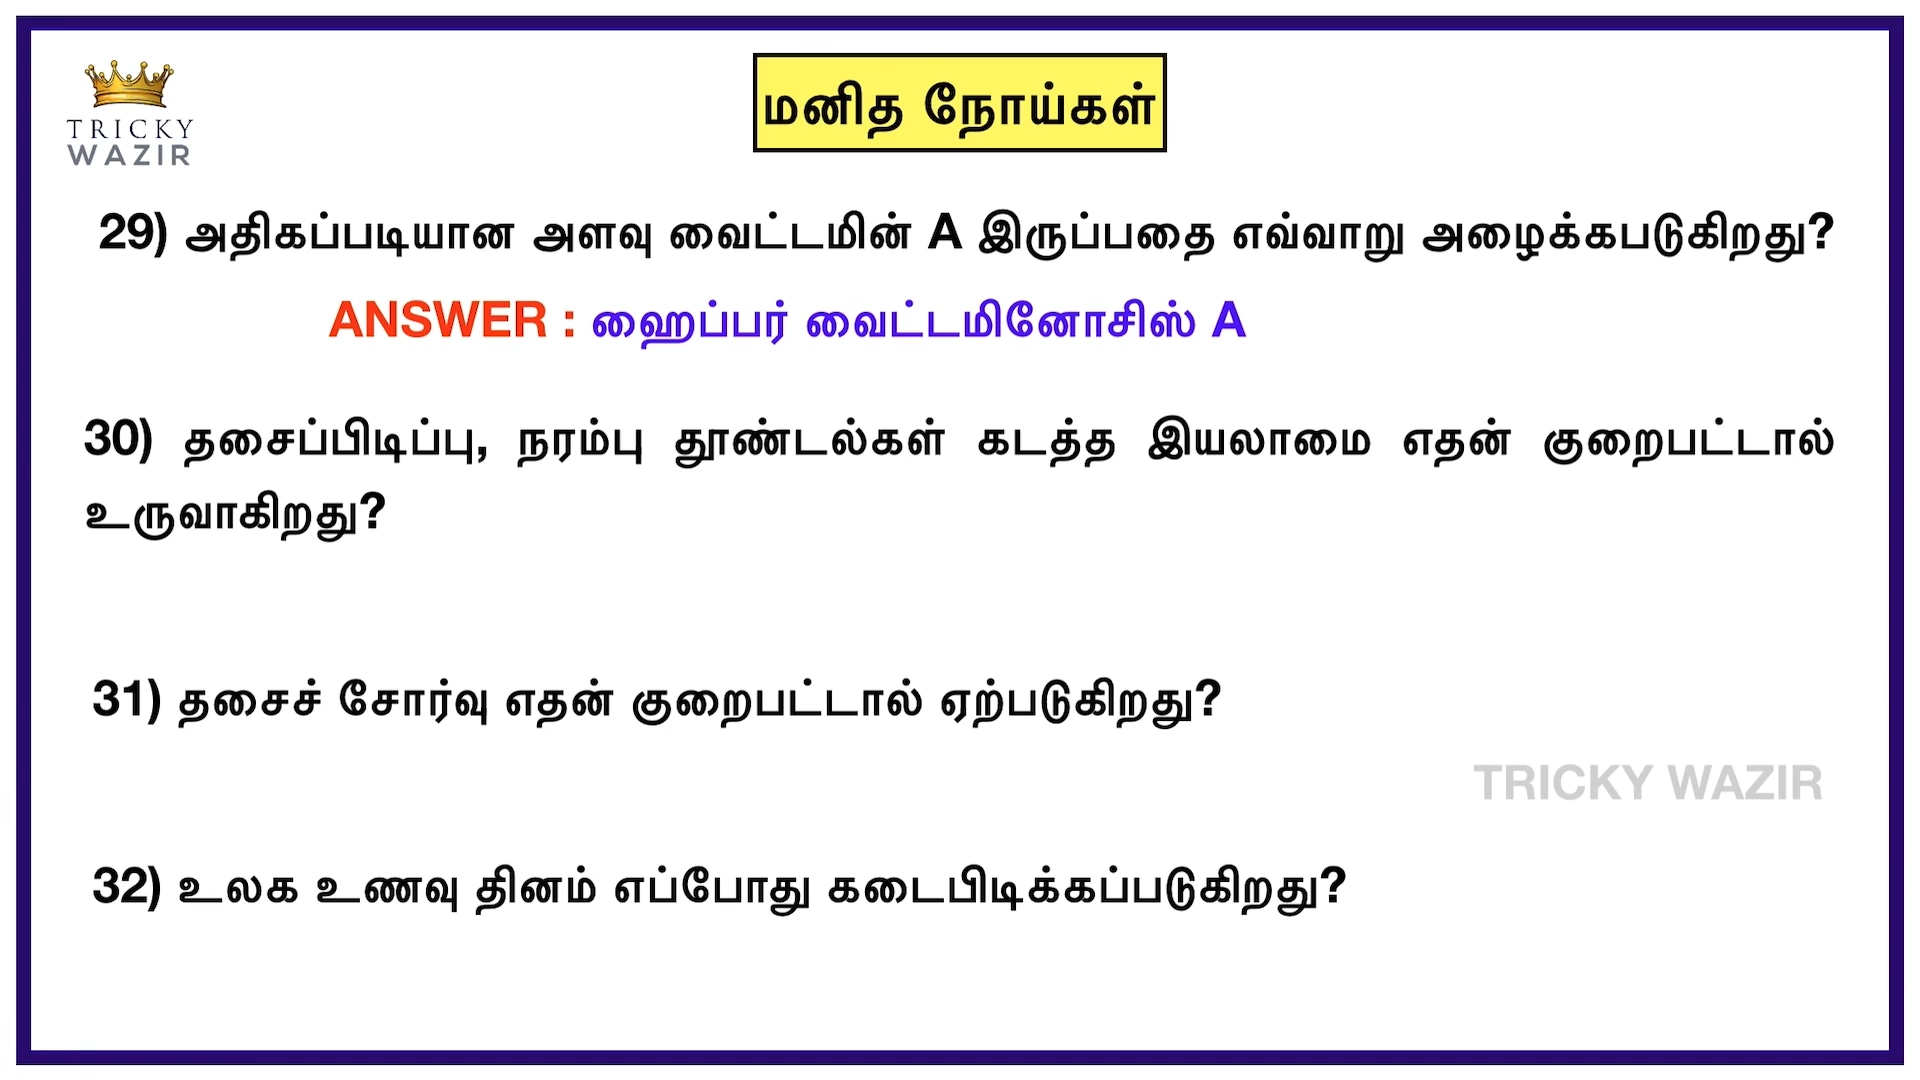 TRICKY
WAZIR
மனித நோய்கள்
29) அதிகப்படியான அளவு வைட்டமின் A இருப்பதை எவ்வாறு அழைக்கபடுகிறது?
ANSWER : ஹைப்பர் வைட்டமினோசிஸ் A
30) தசைப்பிடிப்பு, நரம்பு தூண்டல்கள் கடத்த இயலாமை எதன் குறைபட்டால்
உருவாகிறது?
31) தசைச் சோர்வு எதன் குறைபட்டால் ஏற்படுகிறது?
TRICKY WAZIR
32) உலக உணவு தினம் எப்போது கடைபிடிக்கப்படுகிறது?